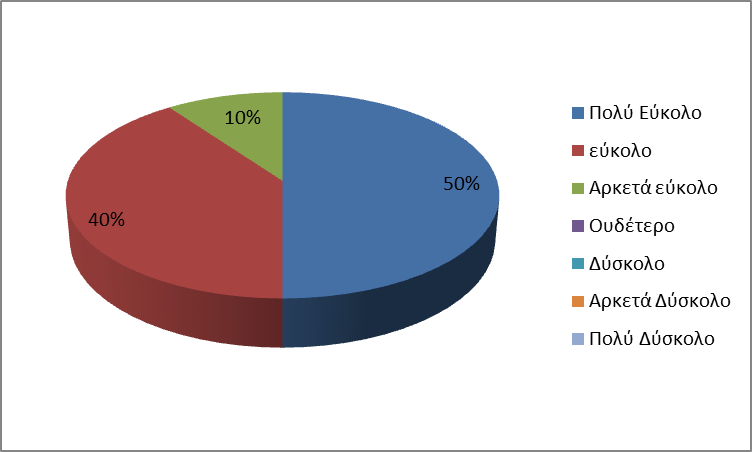 10%
50%
40%
Πολύ Εύκολο
εύκολο
Αρκετά εύκολο
Ουδέτερο
Δύσκολο
Αρκετά Δύσκολο
Πολύ Δύσκολο